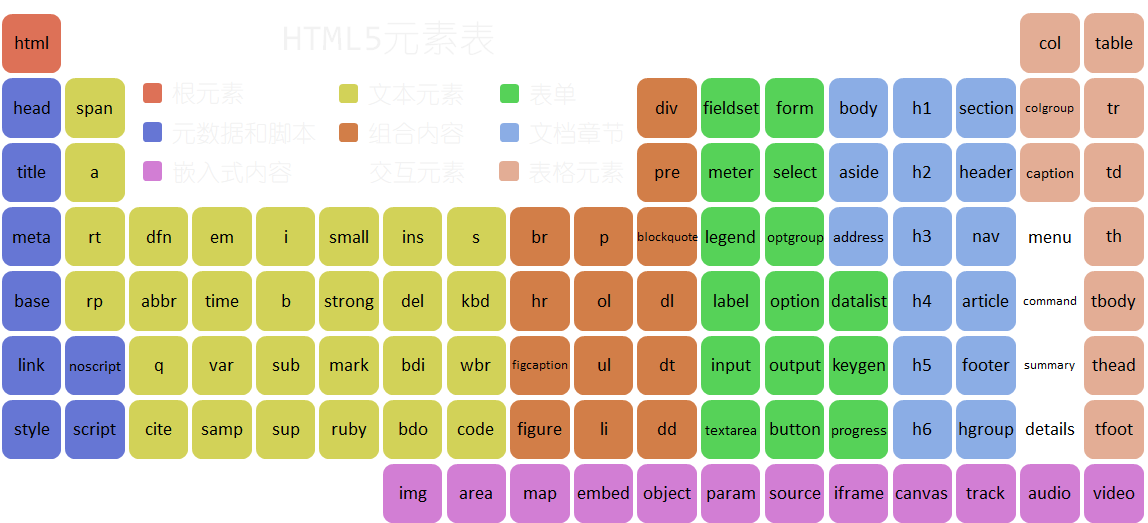 HTML5元素表
html col table
根元素 文本元素 表单
head span div fieldset form body h1 section colgroup tr
元数据和脚本 组合内容 文档章节
title a pre meter select aside h2 header caption td
嵌入式内容 交互元素 表格元素
meta rt dfn em i small ins s br p blockquote legend optgroup address h3 nav menu th
base rp abbr time b strong del kbd hr ol dl label option datalist h4 article command tbody
link noscript q var sub mark bdi wbr figcaption ul dt input output keygen h5 footer summary thead
style script cite samp sup ruby bdo code figure li dd textarea button progress h6 hgroup details tfoot
img area map embed object param source iframe canvas track audio video